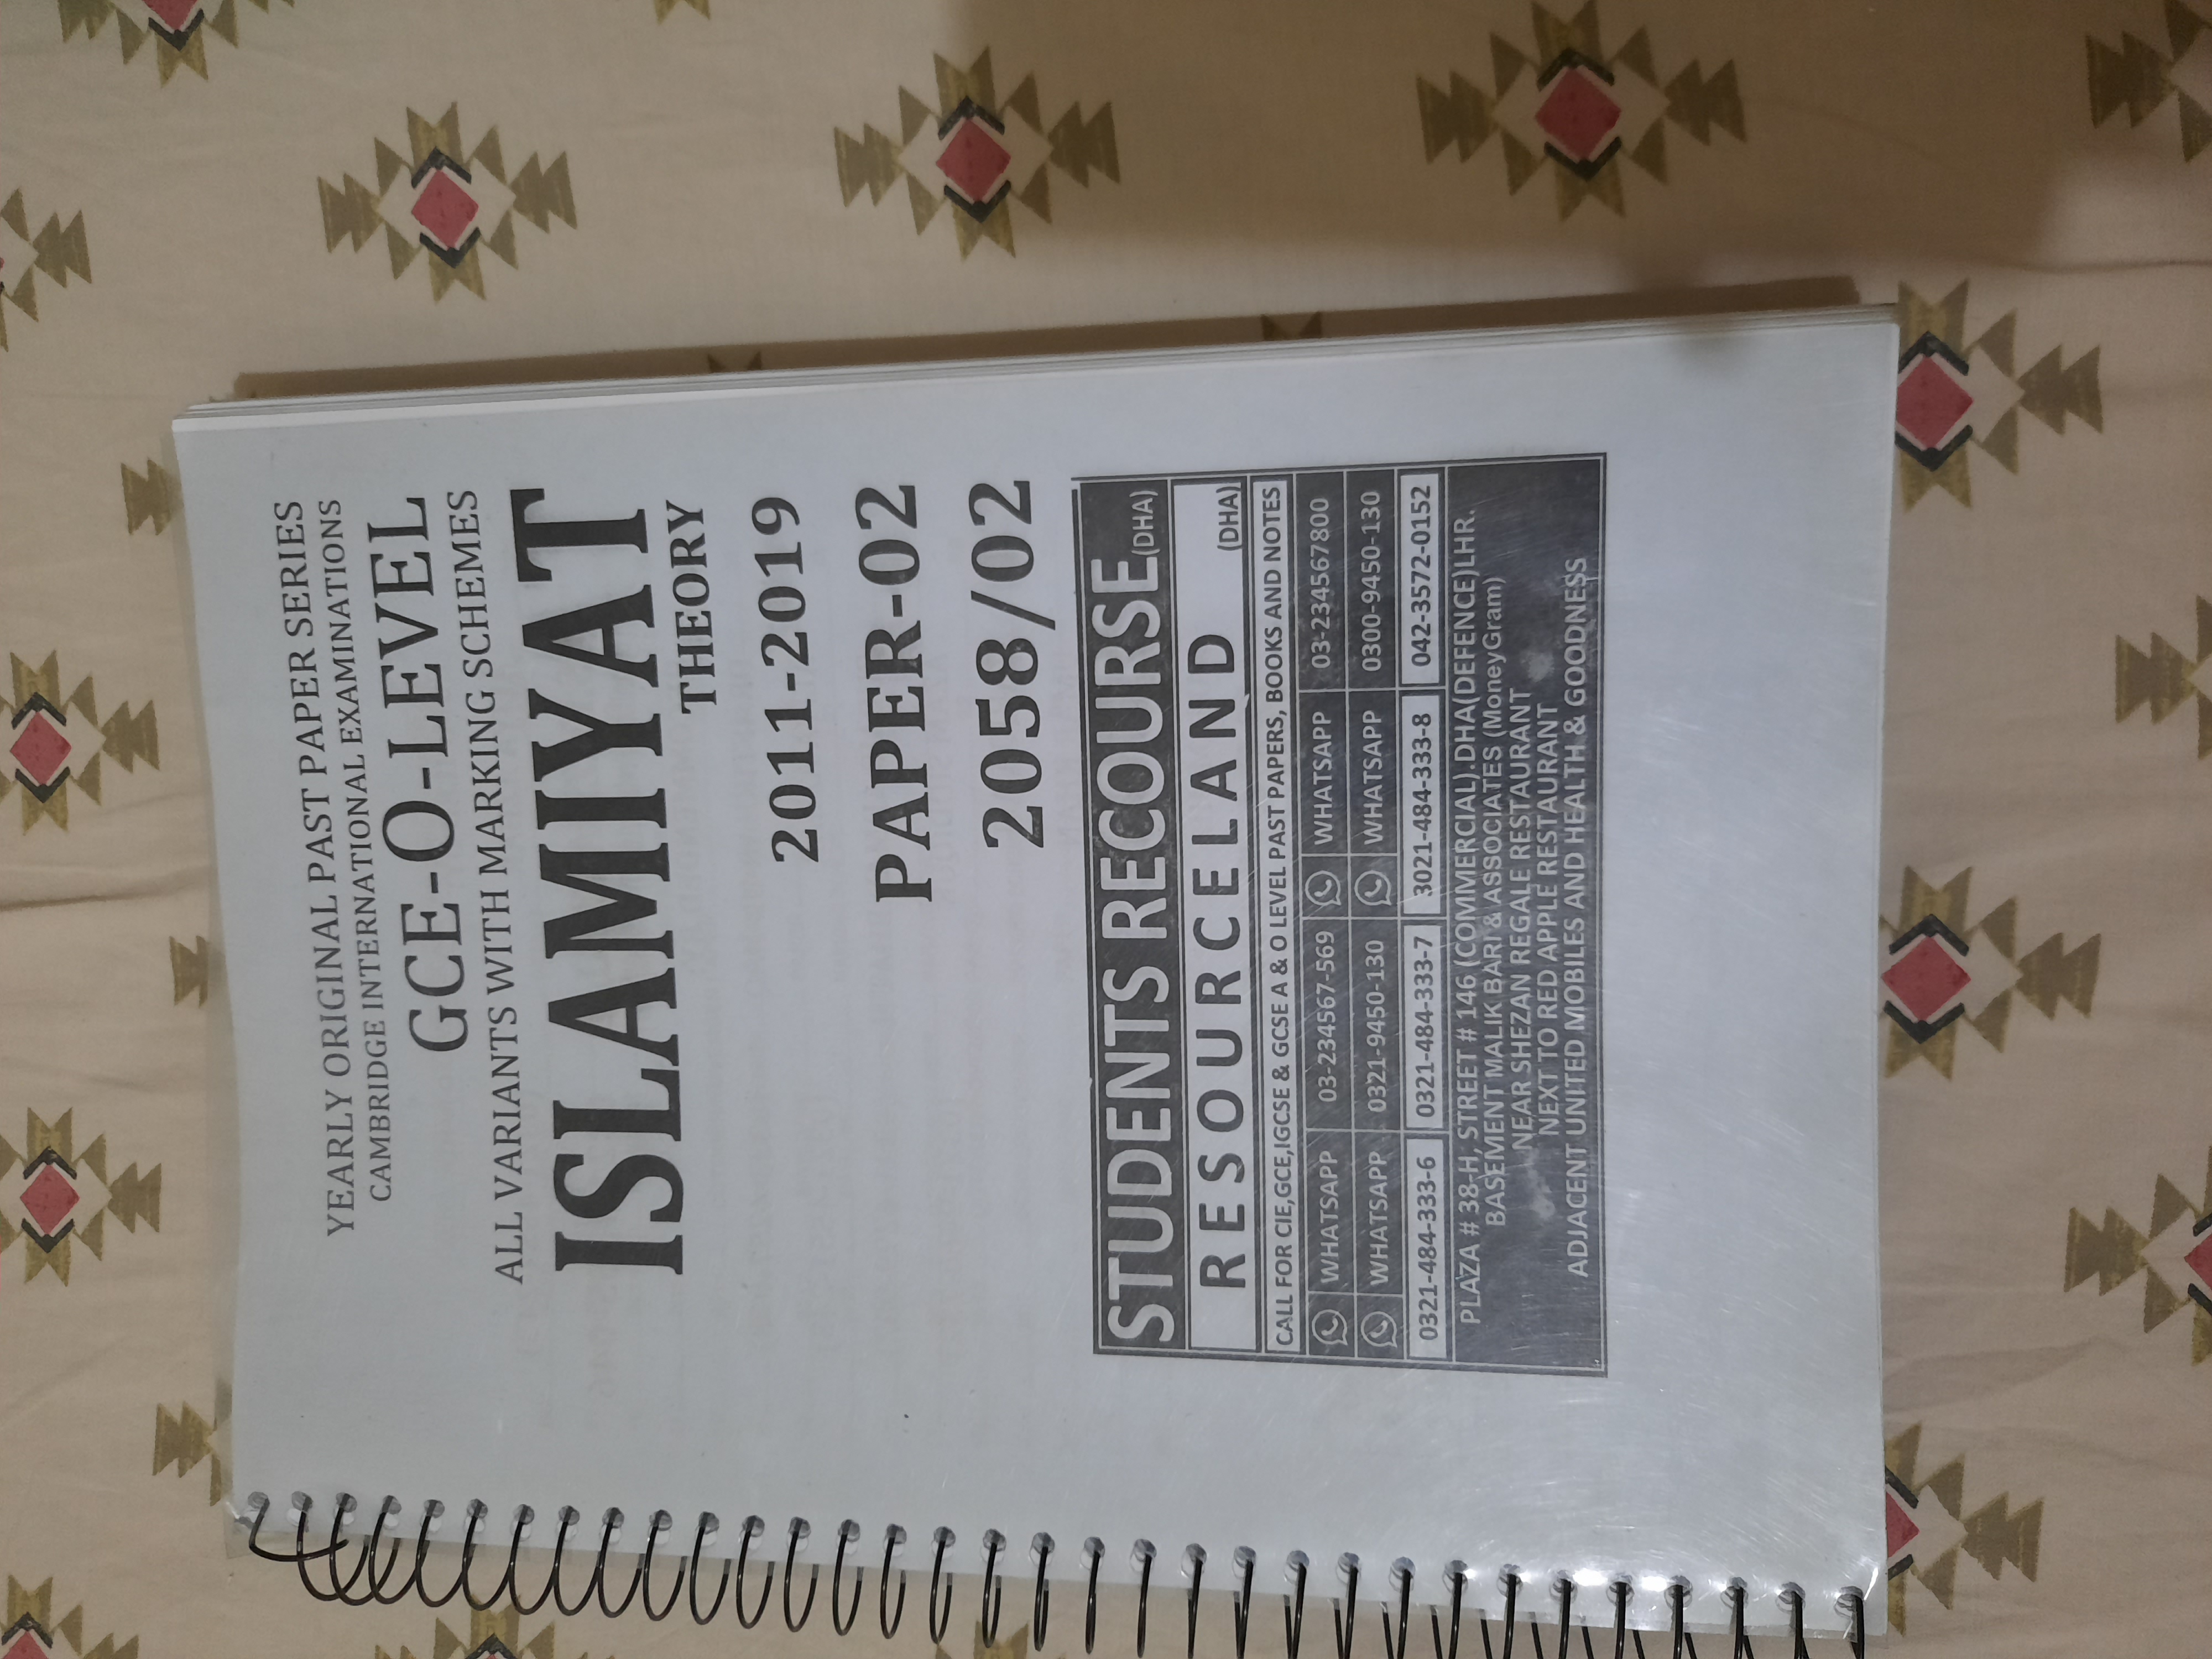 YEARLY ORIGINAL PAST PAPER SERIES
CAMBRIDGE INTERNATIONAL EXAMINATIONS
GCE-O-LEVEL
ALL VARIANTS WITH MARKING SCHEMES
ISLAMIYAT
THEORY
2011-2019
PAPER-02
2058/02
STUDENTS RECOURSE (DHA)
RESOURCELAND (DHA)
CALL FOR CIE,GCE,IGCSE & GCSE A & O LEVEL PAST PAPERS, BOOKS AND NOTES
WHATSAPP 03-234567-569 WHATSAPP 03-234567800
WHATSAPP 0321-9450-130 WHATSAPP 0300-9450-130
0321-484-333-6 0321-484-333-7 3021-484-333-8 042-3572-0152
PLAZA # 38-H, STREET # 146 (COMMERCIAL).DHA(DEFENCE)LHR.
BASEMENT MALIK BARI & ASSOCIATES (MoneyGram)
NEAR SHEZAN REGALE RESTAURANT
NEXT TO RED APPLE RESTAURANT
ADJACENT UNITED MOBILES AND HEALTH & GOODNESS